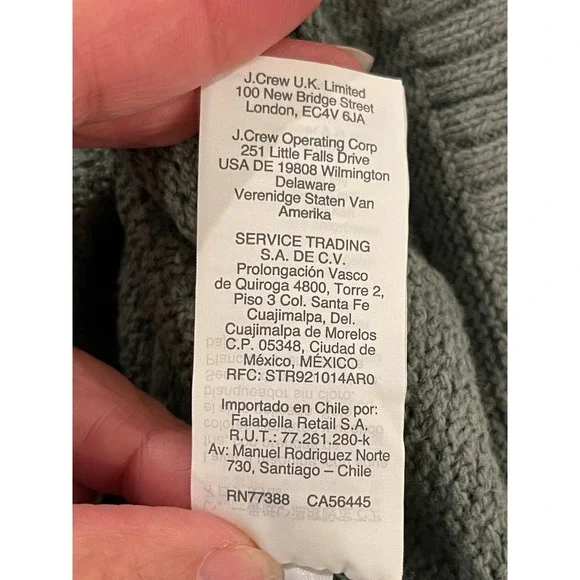 J.Crew U.K. Limited
100 New Bridge Street
London, EC4V 6JA
J.Crew Operating Corp
251 Little Falls Drive
USA DE 19808 Wilmington
Delaware
Verenidge Staten Van
Amerika
SERVICE TRADING
S.A. DE C.V.
Prolongación Vasco
de Quiroga 4800, Torre 2,
Piso 3 Col. Santa Fe
Cuajimalpa, Del.
Cuajimalpa de Morelos
C.P. 05348, Ciudad de
México, MÉXICO
RFC: STR921014AR0
Importado en Chile por:
Falabella Retail S.A.
R.U.T.: 77.261.280-k
Av: Manuel Rodriguez Norte
730, Santiago – Chile
RN77388 CA56445